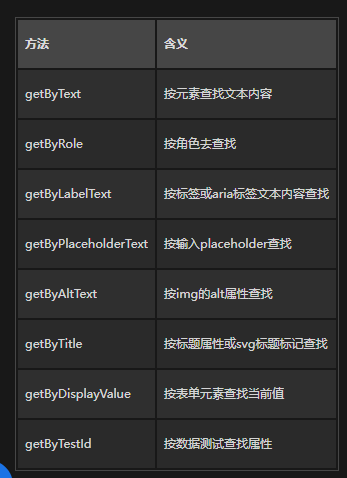 方法 含义
getByText 按元素查找文本内容
getByRole 按角色去查找
getByLabelText 按标签或aria标签文本内容查找
getByPlaceholderText 按输入placeholder查找
getByAltText 按img的alt属性查找
getByTitle 按标题属性或svg标题标记查找
getByDisplayValue 按表单元素查找当前值
getByTestId 按数据测试查找属性